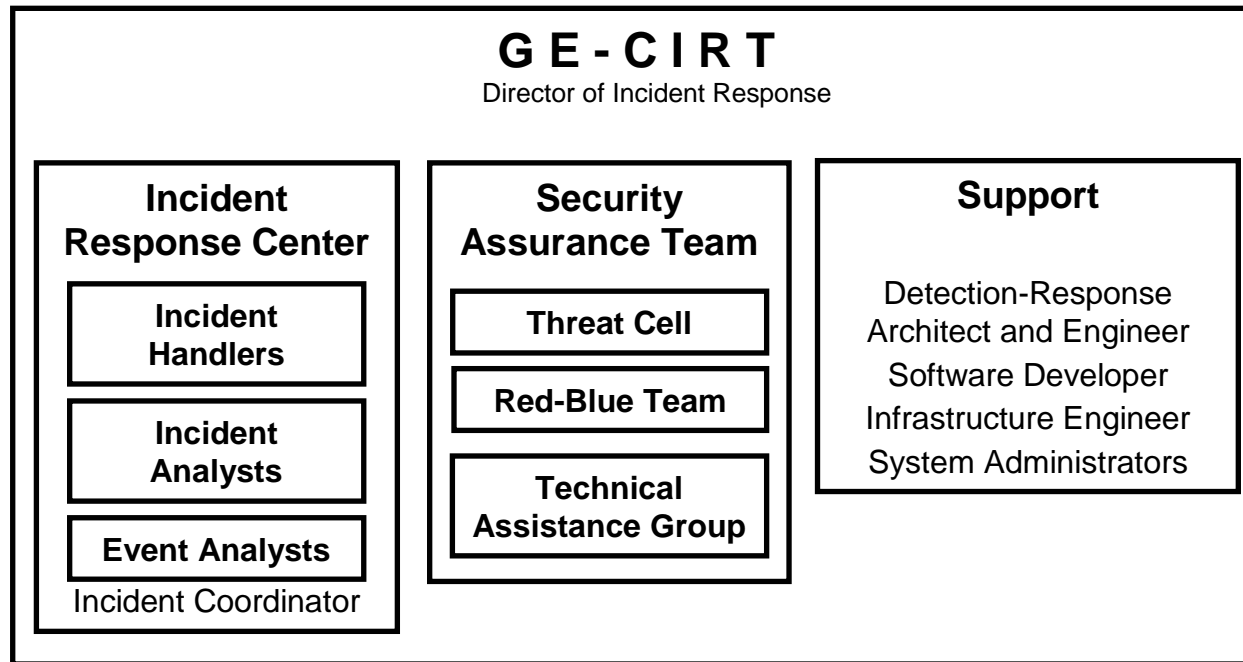 GE-CIRT
Director of Incident Response
Incident
Response Center
Incident
Handlers
Incident
Analysts
Event Analysts
Incident Coordinator
Security
Assurance Team
Threat Cell
Red-Blue Team
Technical
Assistance Group
Support
Detection-Response
Architect and Engineer
Software Developer
Infrastructure Engineer
System Administrators